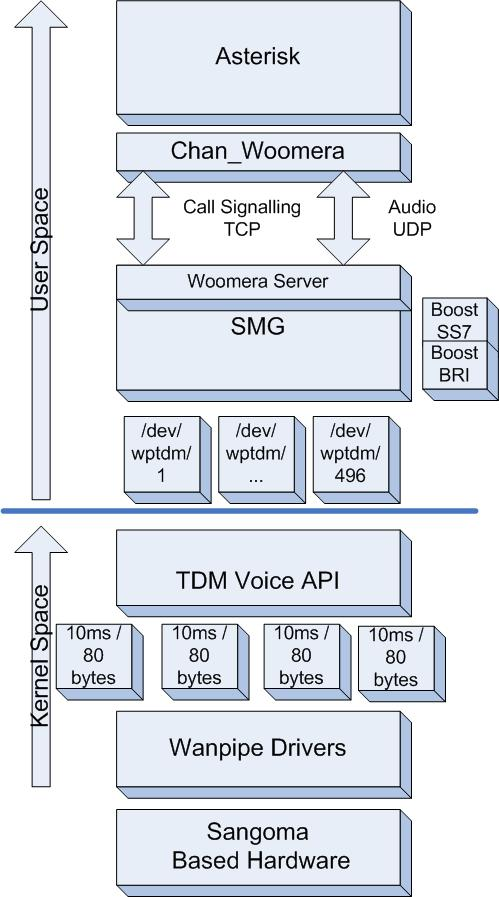 Asterisk
Chan_Woomera
Call Signalling
TCP
Audio
UDP
User Space
Woomera Server
SMG
Boost
SS7
Boost
BRI
/dev/
wptdm/
1
/dev/
wptdm/
...
/dev/
wptdm/
496
TDM Voice API
Kernel Space
10ms /
80
bytes
10ms /
80
bytes
10ms /
80
bytes
10ms /
80
bytes
Wanpipe Drivers
Sangoma
Based Hardware